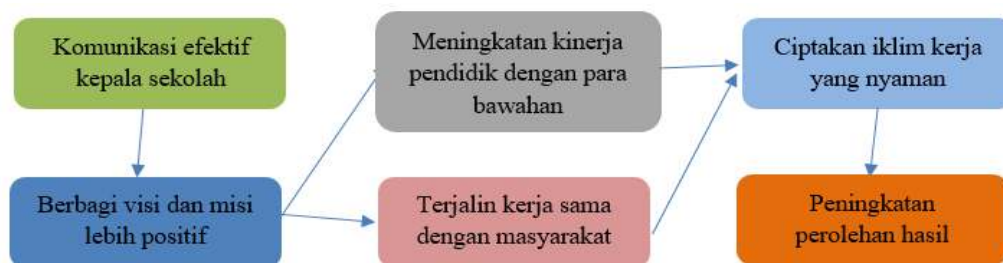 Komunikasi efektif
kepala sekolah
Berbagi visi dan misi
lebih positif
Meningkatan kinerja
pendidik dengan para
bawahan
Terjalin kerja sama
dengan masyarakat
Ciptakan iklim kerja
yang nyaman
Peningkatan
perolehan hasil